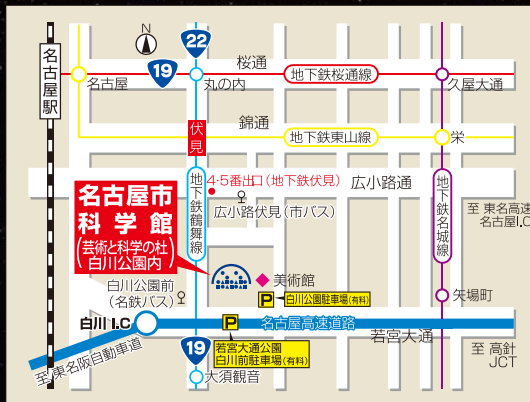 N
22
名古屋駅
19
桜通
名古屋
丸の内
地下鉄桜通線
久屋大通
錦通
伏見
地下鉄東山線
栄
4・5番出口(地下鉄伏見)
広小路通
地下鉄鶴舞線
広小路伏見(市バス)
地下鉄名城線
至 東名高速
名古屋I.C
名古屋市
科学館
(芸術と科学の杜
白川公園内)
白川公園前
(名鉄バス)
美術館
P
白川公園駐車場(有料)
矢場町
白川 I.C
P
名古屋高速道路
若宮大通
至 東名阪自動車道
19
若宮大通公園
白川前駐車場(有料)
至 高針
JCT
大須観音